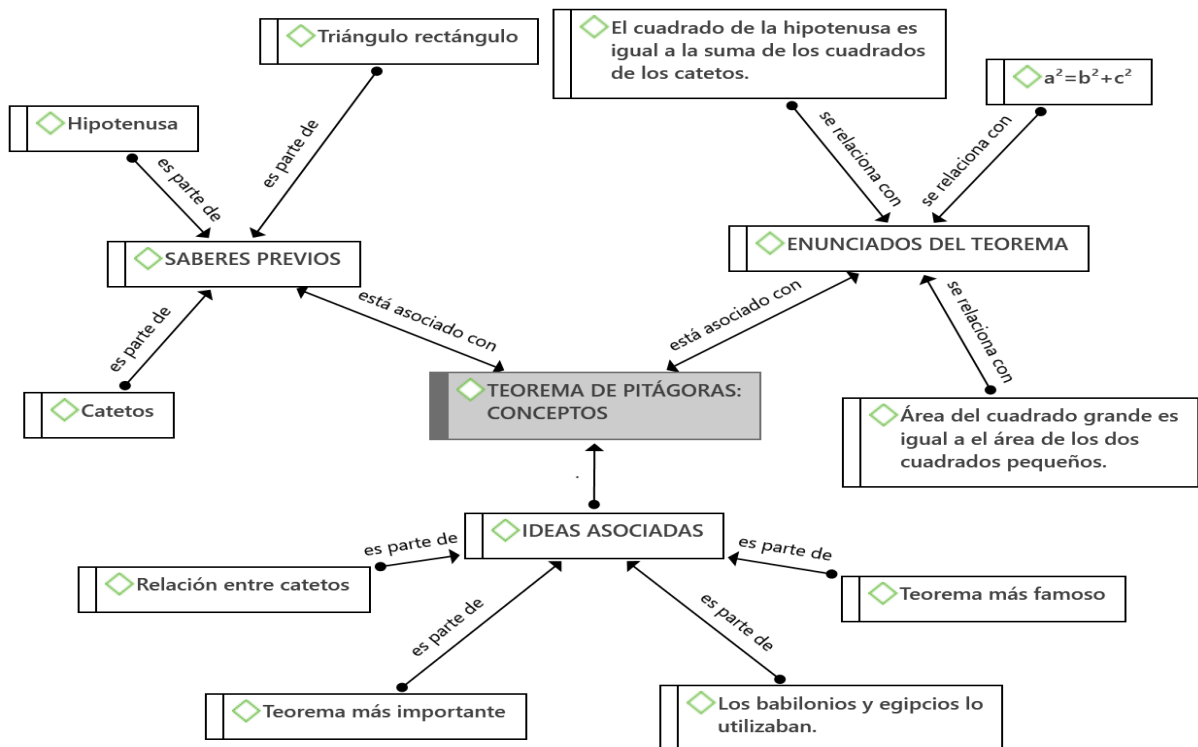 Triángulo rectángulo
El cuadrado de la hipotenusa es
igual a la suma de los cuadrados
de los catetos.
a²=b²+c²
Hipotenusa
es parte de
es parte de
se relaciona con
se relaciona con
SABERES PREVIOS
ENUNCIADOS DEL TEOREMA
es parte de
está asociado con
está asociado con
se relaciona con
Catetos
TEOREMA DE PITÁGORAS:
CONCEPTOS
Área del cuadrado grande es
igual a el área de los dos
cuadrados pequeños.
.
IDEAS ASOCIADAS
es parte de
es parte de
Relación entre catetos
Teorema más famoso
es parte de
es parte de
Teorema más importante
Los babilonios y egipcios lo
utilizaban.